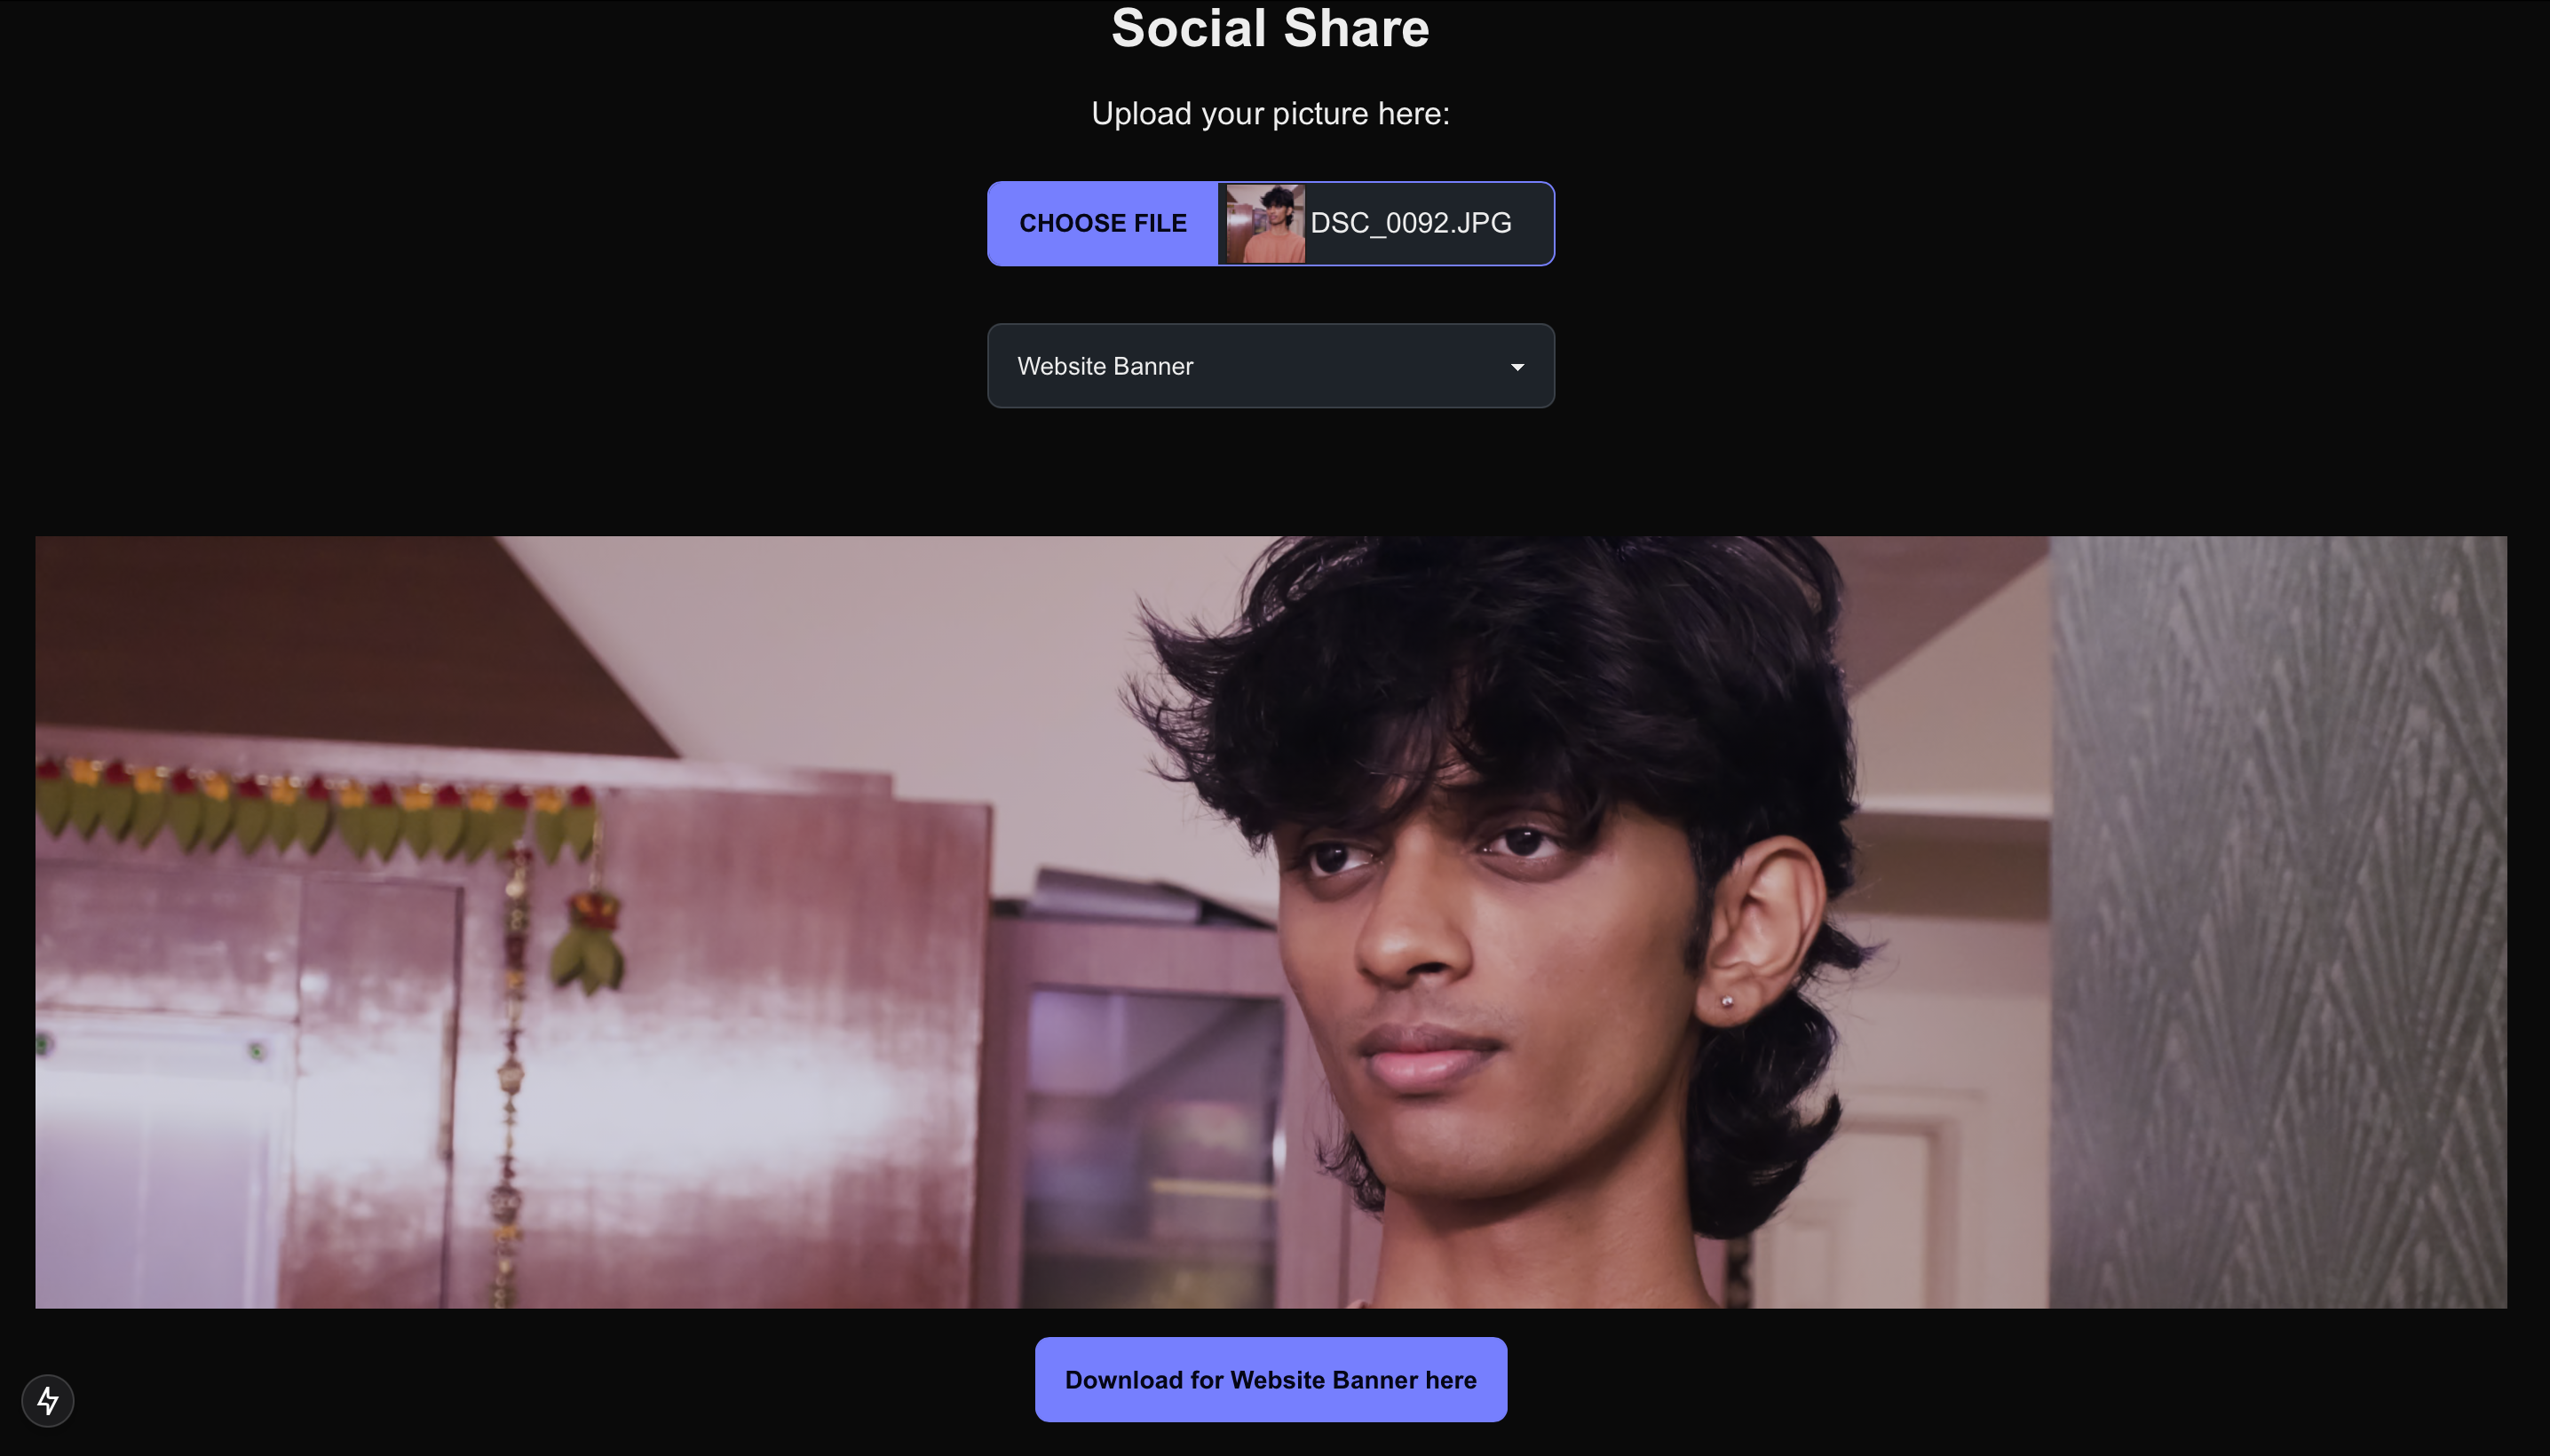 Social Share
Upload your picture here:
CHOOSE FILE DSC_0092.JPG
Website Banner
Download for Website Banner here